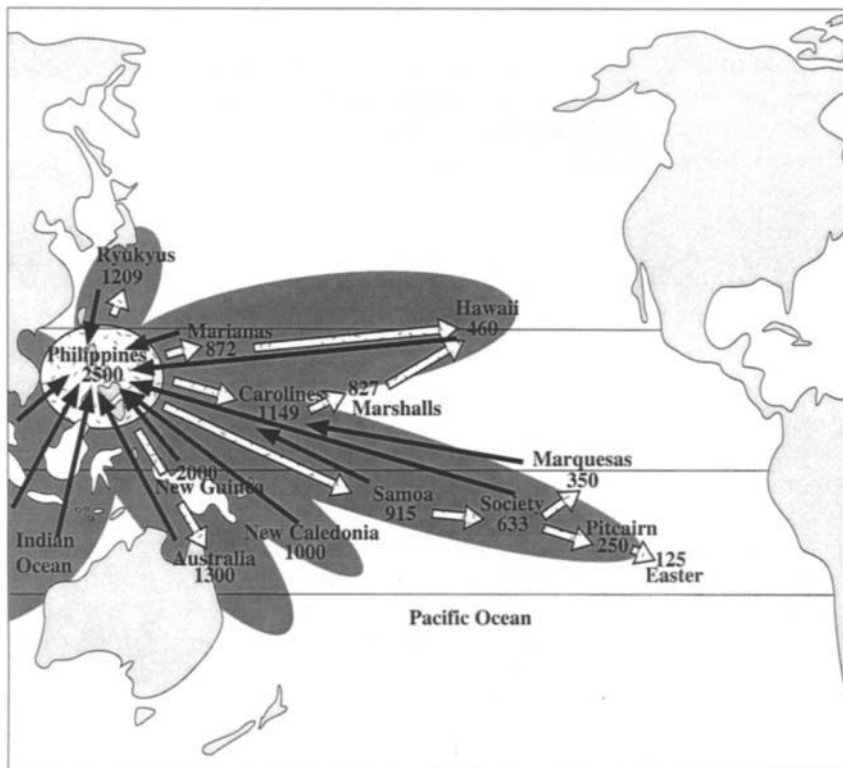 Ryukyus
1209
Hawaii
460
Marianas
872
Philippines
2500
827
Carolines
1149
Marshalls
Marquesas
350
2000
New Guinea
Samoa
915
Society
633
New Caledonia
1000
Pitcairn
250
125
Easter
Indian
Ocean
Australia
1300
Pacific Ocean